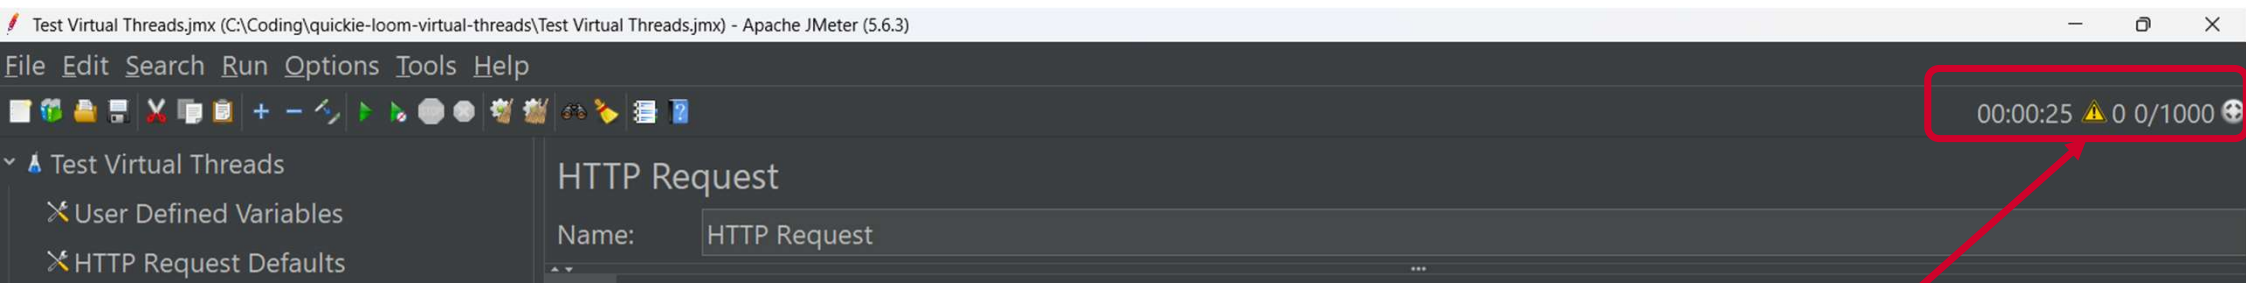 Test Virtual Threads.jmx (C:\Coding\quickie-loom-virtual-threads\Test Virtual Threads.jmx) - Apache JMeter (5.6.3)
File Edit Search Run Options Tools Help
00:00:25 0 0/1000
Test Virtual Threads
User Defined Variables
HTTP Request Defaults
HTTP Request
Name: HTTP Request